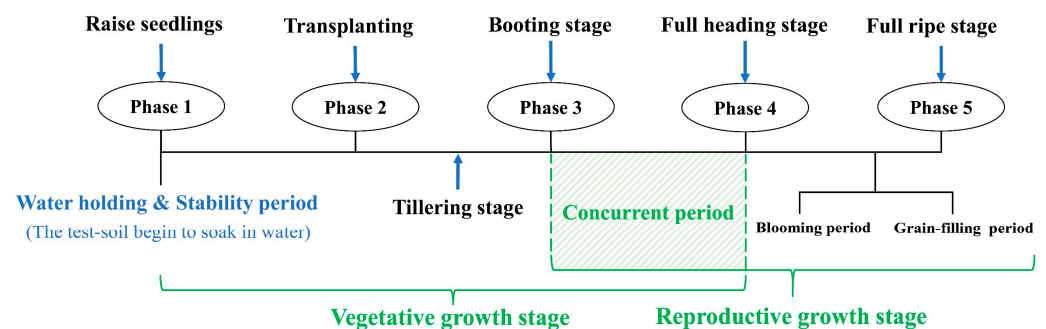 Raise seedlings
Transplanting
Booting stage
Full heading stage
Full ripe stage
Phase 1
Phase 2
Phase 3
Phase 4
Phase 5
Water holding & Stability period
(The test-soil begin to soak in water)
Tillering stage
Concurrent period
Blooming period
Grain-filling period
Vegetative growth stage
Reproductive growth stage